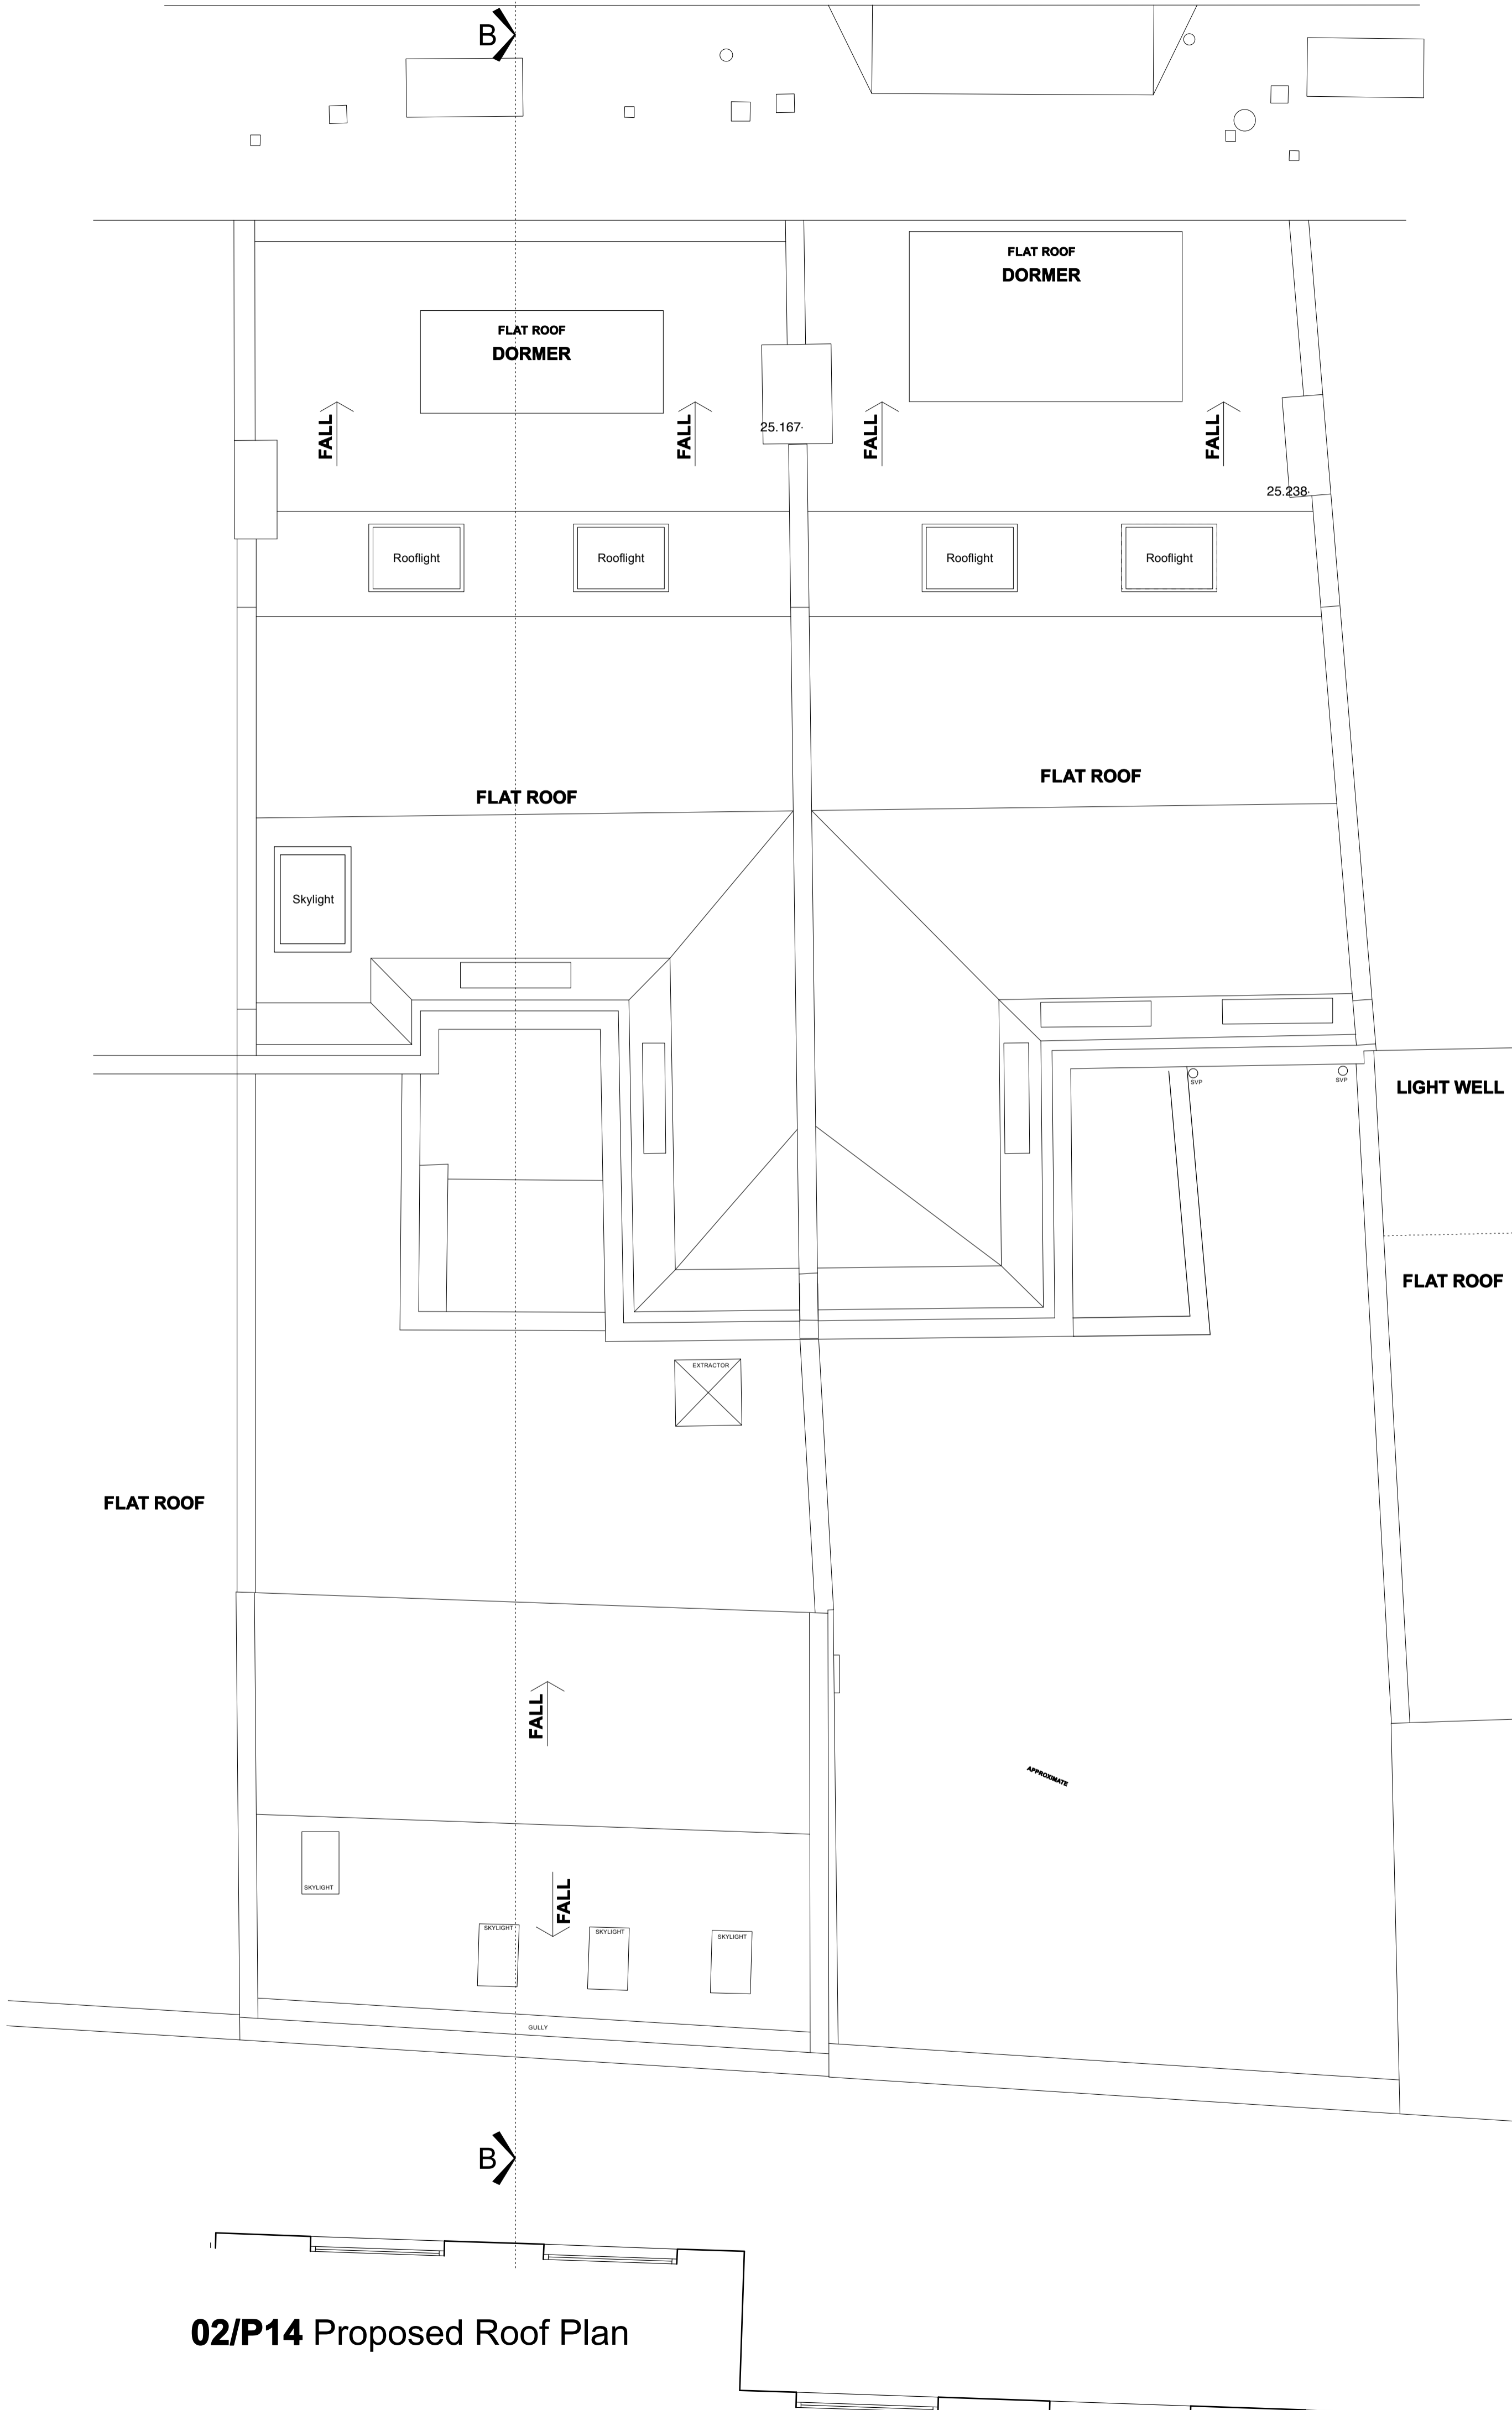 B
FLAT ROOF
DORMER
FLAT ROOF
DORMER
FALL
FALL
FALL
FALL
25.167
25.238
Rooflight
Rooflight
Rooflight
Rooflight
FLAT ROOF
FLAT ROOF
Skylight
SVP
SVP
LIGHT WELL
FLAT ROOF
EXTRACTOR
FLAT ROOF
FALL
APPROXIMATE
SKYLIGHT
FALL
SKYLIGHT
SKYLIGHT
SKYLIGHT
GULLY
B
02/P14 Proposed Roof Plan